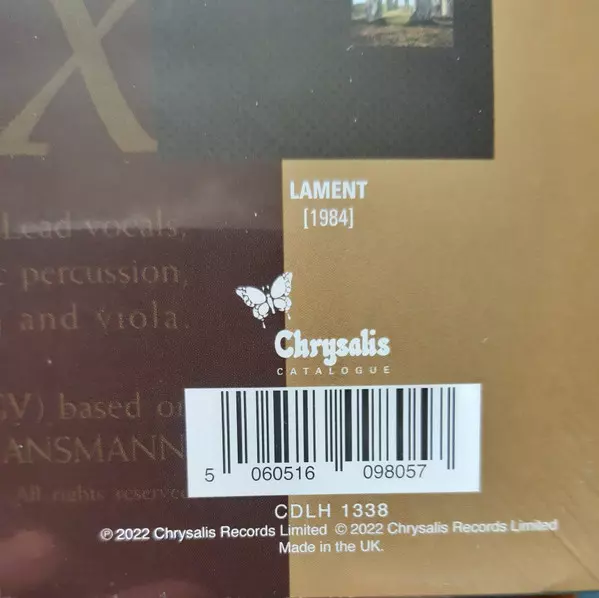 X
LAMENT
[1984]
Lead vocals,
percussion,
and viola.
Chrysalis
CATALOGUE
V) based o
ANSMANN
All rights reserved
5 060516 098057
CDLH 1338
℗ 2022 Chrysalis Records Limited © 2022 Chrysalis Records Limited
Made in the UK.